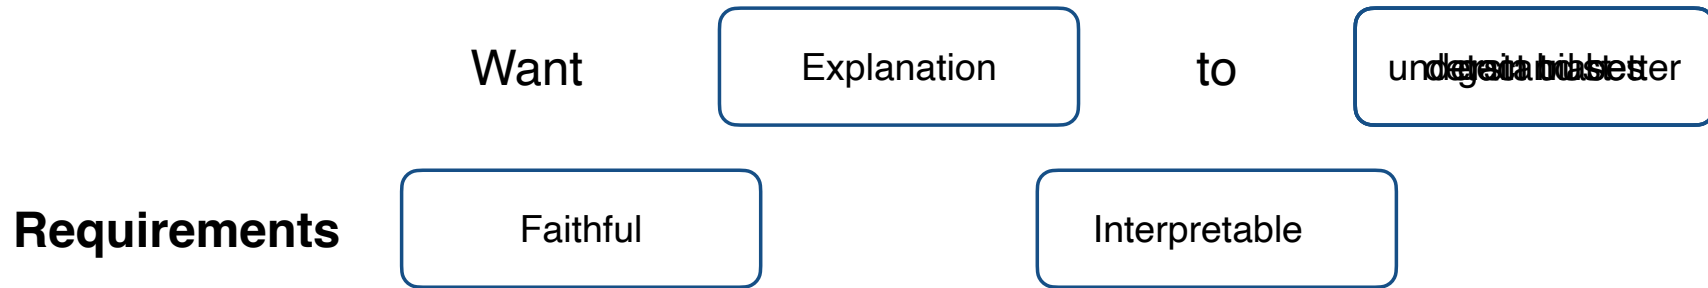 Want Explanation to
Requirements Faithful Interpretable